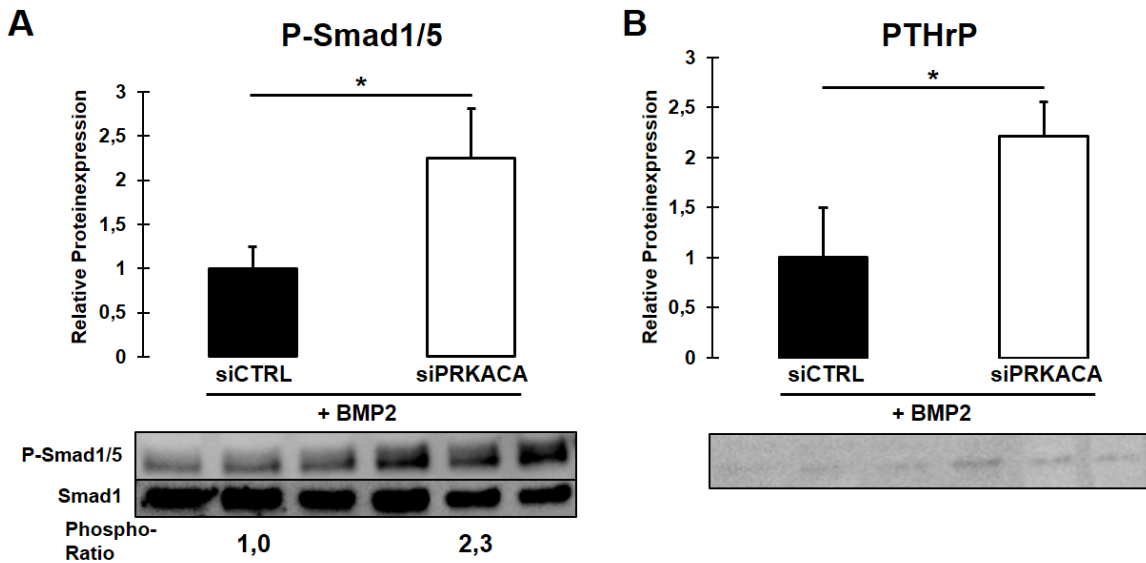 A
P-Smad1/5
Relative Proteinexpression
3
2,5
2
1,5
1
0,5
0
*
siCTRL
siPRKACA
+ BMP2
P-Smad1/5
Smad1
Phospho-
Ratio
1,0
2,3
B
PTHrP
Relative Proteinexpression
3
2,5
2
1,5
1
0,5
0
*
siCTRL
siPRKACA
+ BMP2